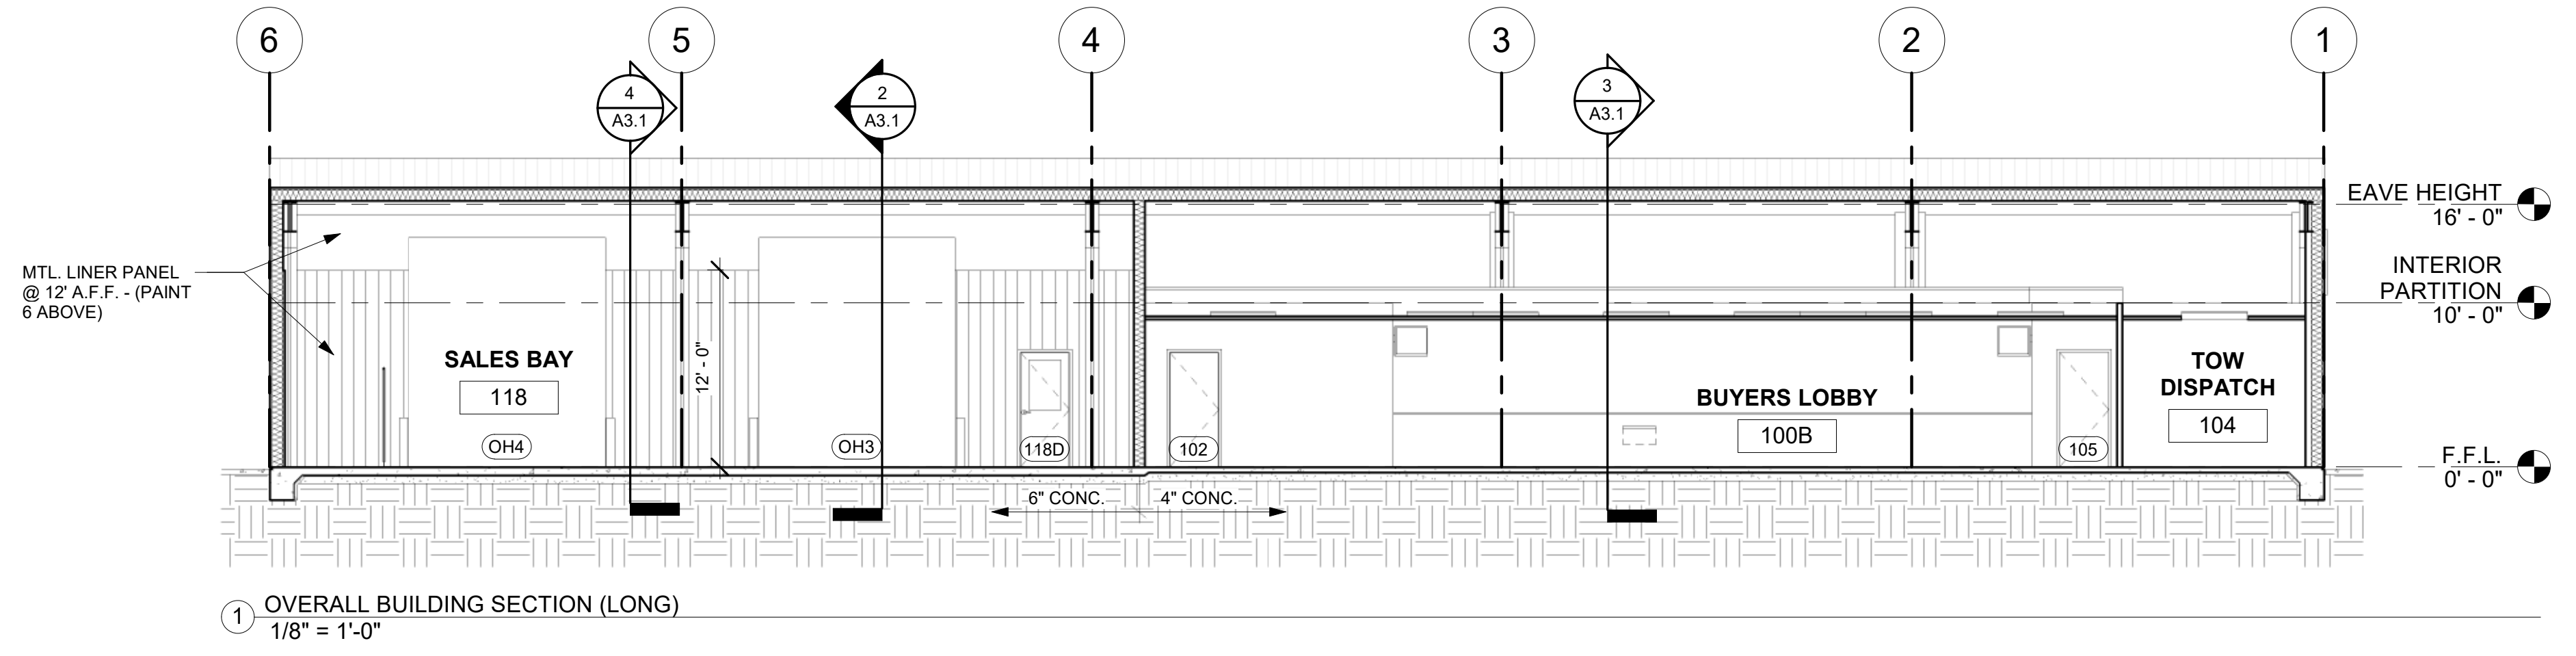 6
5
4
3
2
1
4
A3.1
2
A3.1
3
A3.1
EAVE HEIGHT
16' - 0"
INTERIOR
PARTITION
10' - 0"
MTL. LINER PANEL
@ 12' A.F.F. - (PAINT
6 ABOVE)
12' - 0"
SALES BAY
118
TOW
DISPATCH
104
BUYERS LOBBY
100B
OH4
OH3
118D
102
105
F.F.L.
0' - 0"
6" CONC.
4" CONC.
1
OVERALL BUILDING SECTION (LONG)
1/8" = 1'-0"